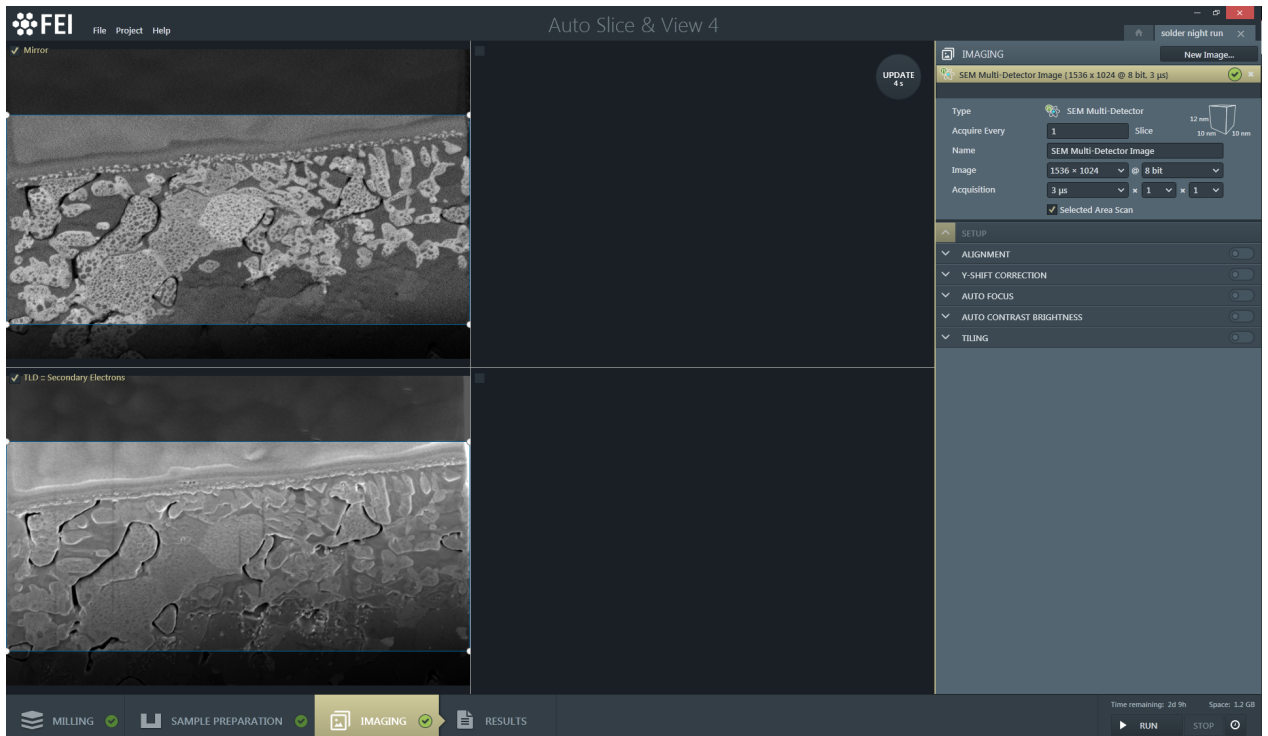 FEI
File Project Help
Auto Slice & View 4
solder night run
Mirror
UPDATE
4 s
TLD :: Secondary Electrons
IMAGING
New Image...
SEM Multi-Detector Image (1536 x 1024 @ 8 bit, 3 µs)
Type SEM Multi-Detector
12 nm
10 nm 10 nm
Acquire Every 1 Slice
Name SEM Multi-Detector Image
Image 1536 × 1024 @ 8 bit
Acquisition 3 µs × 1 × 1
Selected Area Scan
SETUP
ALIGNMENT
Y-SHIFT CORRECTION
AUTO FOCUS
AUTO CONTRAST BRIGHTNESS
TILING
MILLING
SAMPLE PREPARATION
IMAGING
RESULTS
Time remaining: 2d 9h Space: 1.2 GB
RUN STOP